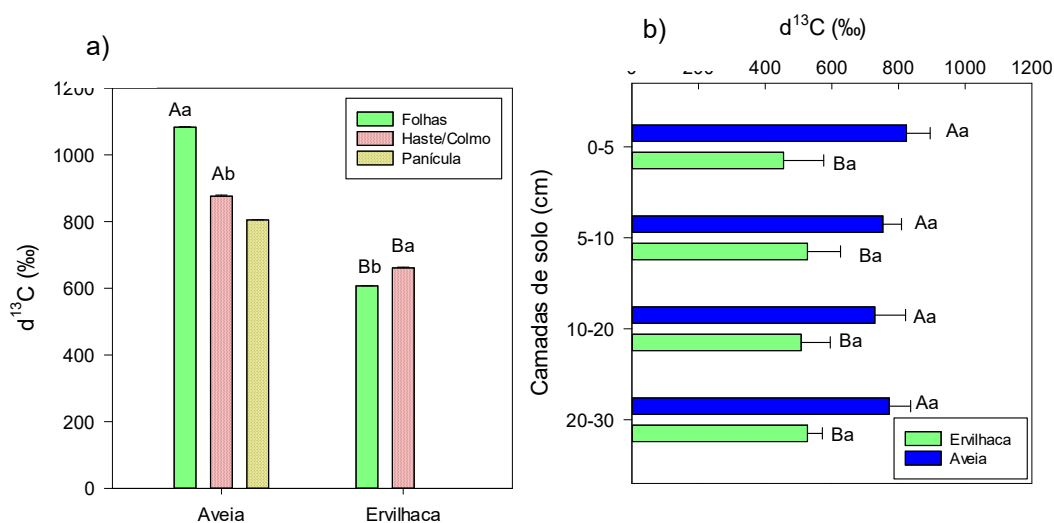 a)
d¹³C (‰)
1200
1000
800
600
400
200
0
Aa
Ab
Bb
Ba
Folhas
Haste/Colmo
Panícula
Aveia
Ervilhaca
b)
d¹³C (‰)
0 200 400 600 800 1000 1200
Camadas de solo (cm)
0-5
5-10
10-20
20-30
Aa
Ba
Aa
Ba
Aa
Ba
Aa
Ba
Ervilhaca
Aveia